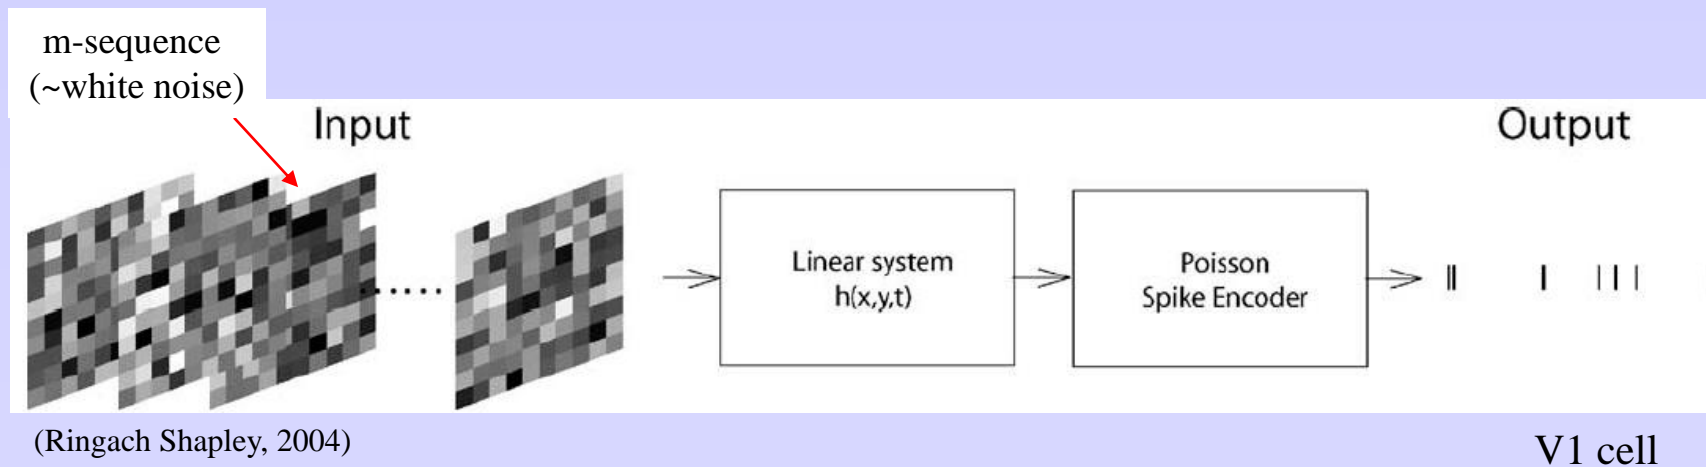 m-sequence
(~white noise)
Input
Output
Linear system
h(x,y,t)
Poisson
Spike Encoder
(Ringach Shapley, 2004)
V1 cell